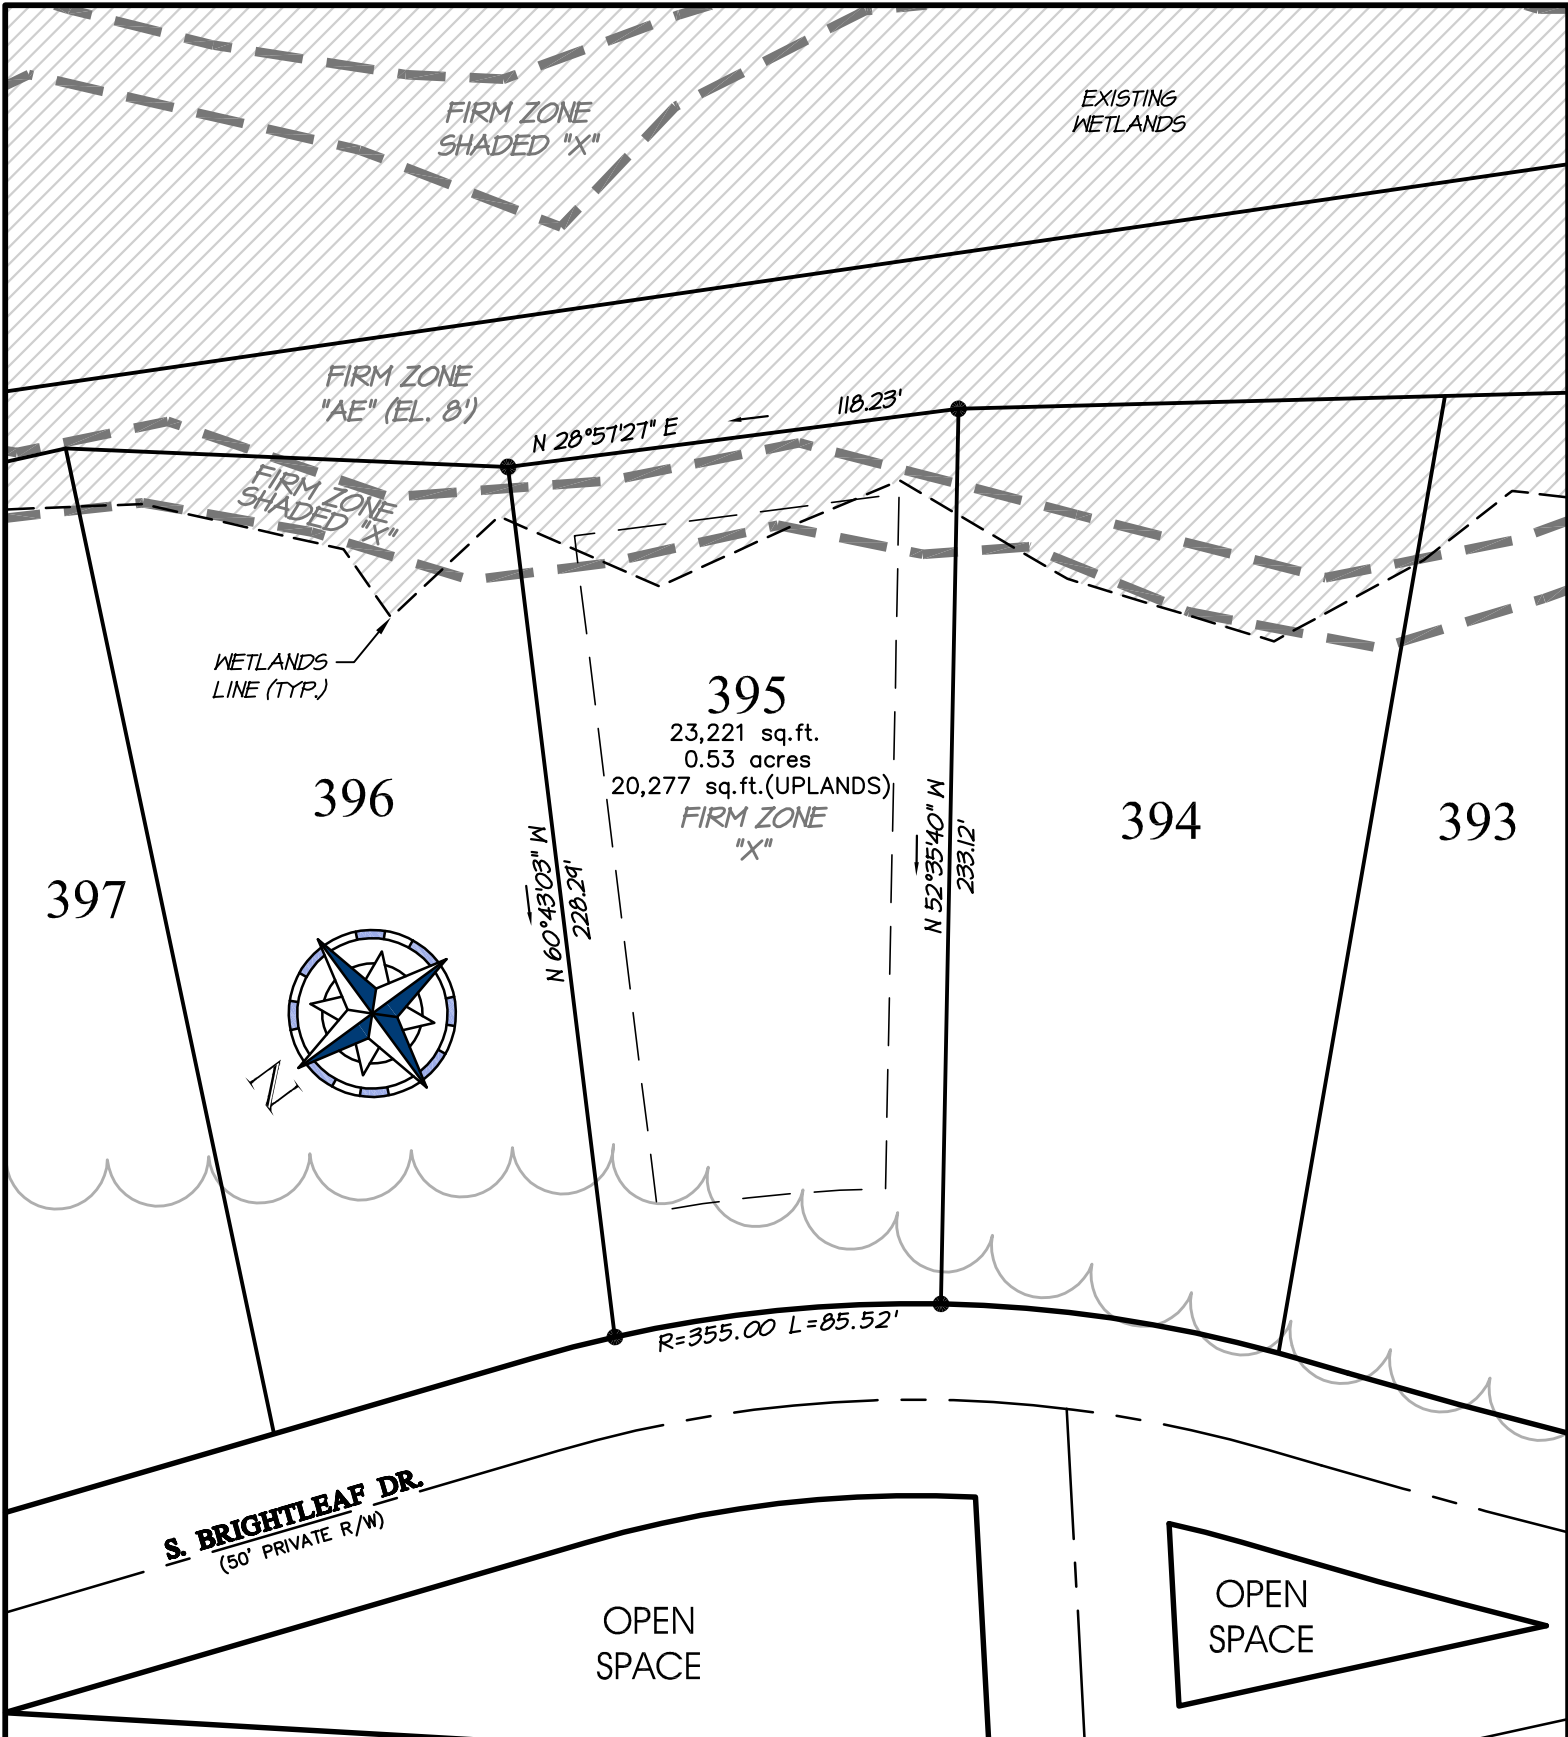 EXISTING
WETLANDS
FIRM ZONE
SHADED "X"
FIRM ZONE
"AE" (EL. 8')
118.23'
N 28°57'27" E
FIRM ZONE
SHADED "X"
WETLANDS
LINE (TYP.)
395
23,221 sq.ft.
0.53 acres
20,277 sq.ft.(UPLANDS)
FIRM ZONE
"X"
396
394
393
397
N 60°43'03" W
228.29'
N 52°35'40" W
233.12'
N
R=355.00 L=85.52'
S. BRIGHTLEAF DR.
(50' PRIVATE R/W)
OPEN
SPACE
OPEN
SPACE